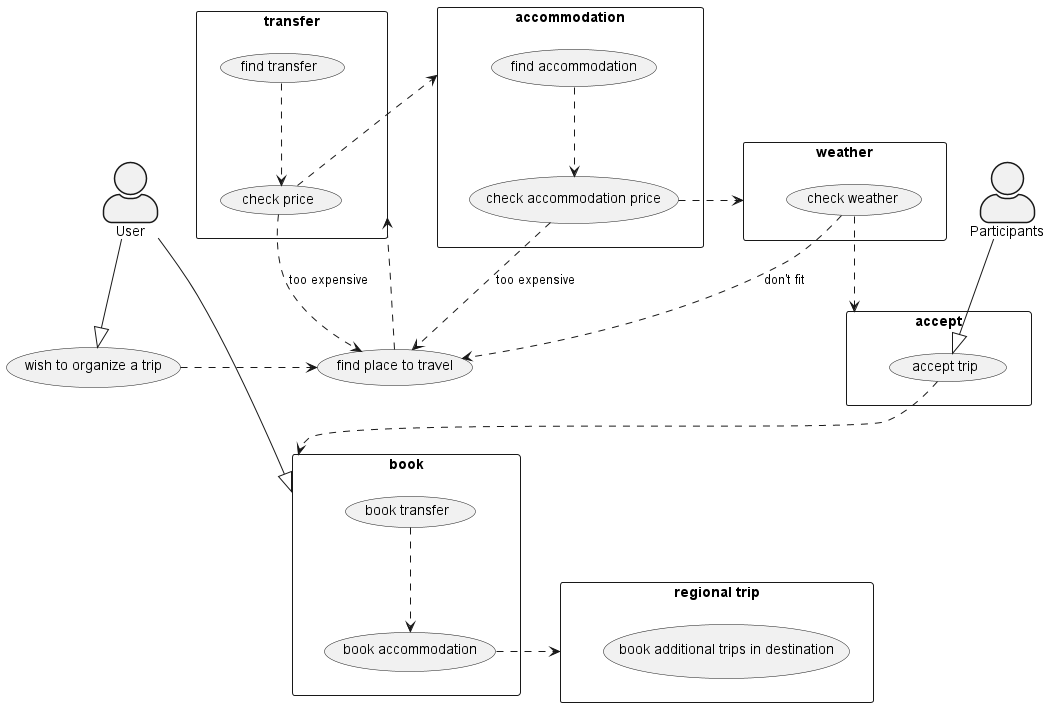 transfer
find transfer
check price
accommodation
find accommodation
check accommodation price
weather
check weather
User
Participants
too expensive
too expensive
don't fit
accept
accept trip
wish to organize a trip
find place to travel
book
book transfer
book accommodation
regional trip
book additional trips in destination